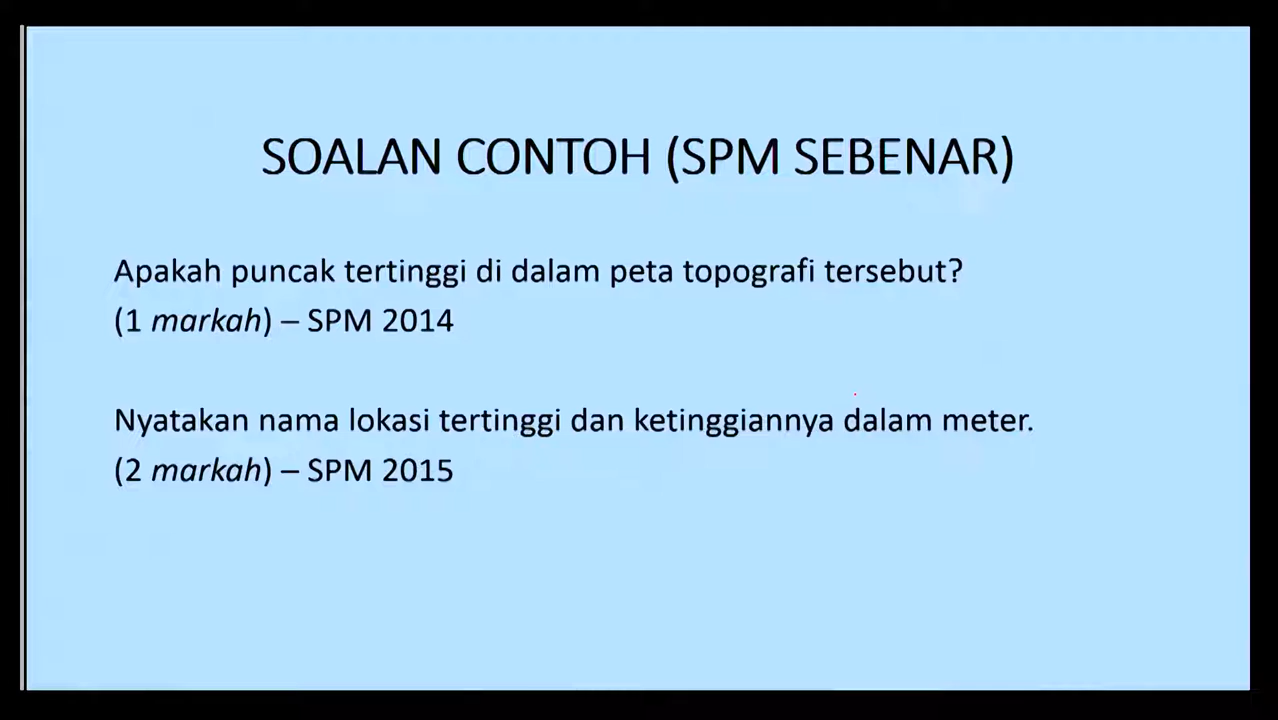 SOALAN CONTOH (SPM SEBENAR)
Apakah puncak tertinggi di dalam peta topografi tersebut?
(1 markah) – SPM 2014
Nyatakan nama lokasi tertinggi dan ketinggiannya dalam meter.
(2 markah) – SPM 2015